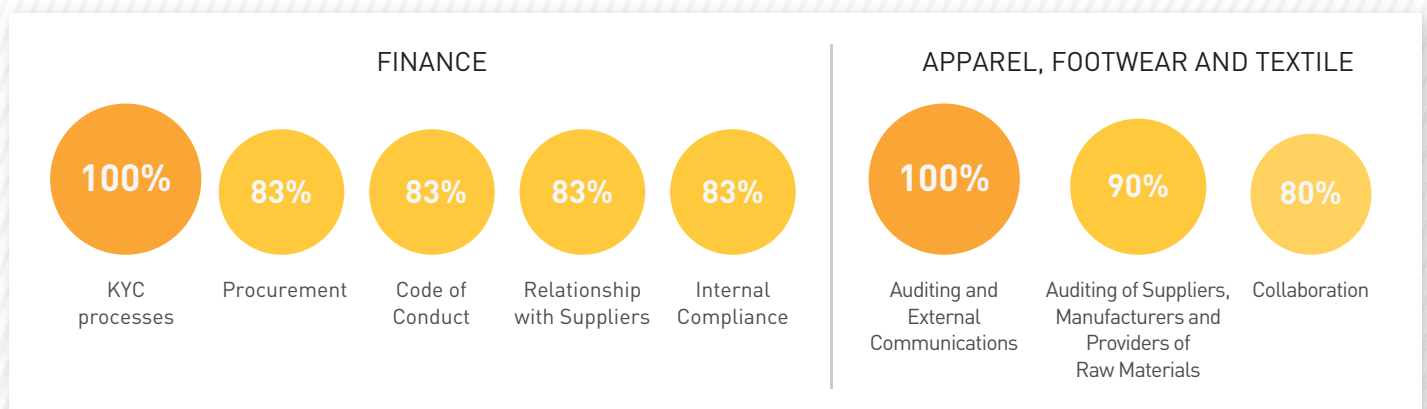 FINANCE
100%
83%
83%
83%
83%
KYC
processes
Procurement
Code of
Conduct
Relationship
with Suppliers
Internal
Compliance
APPAREL, FOOTWEAR AND TEXTILE
100%
90%
80%
Auditing and
External
Communications
Auditing of Suppliers,
Manufacturers and
Providers of
Raw Materials
Collaboration